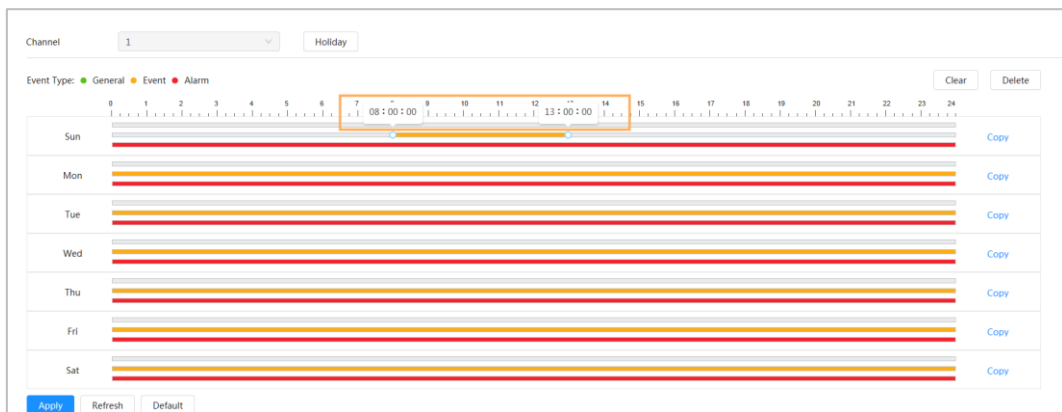 Channel 1 Holiday
Event Type: General Event Alarm Clear Delete
0 1 2 3 4 5 6 7 9 10 11 12 14 15 16 17 18 19 20 21 22 23 24
08:00:00 13:00:00
Sun Copy
Mon Copy
Tue Copy
Wed Copy
Thu Copy
Fri Copy
Sat Copy
Apply Refresh Default